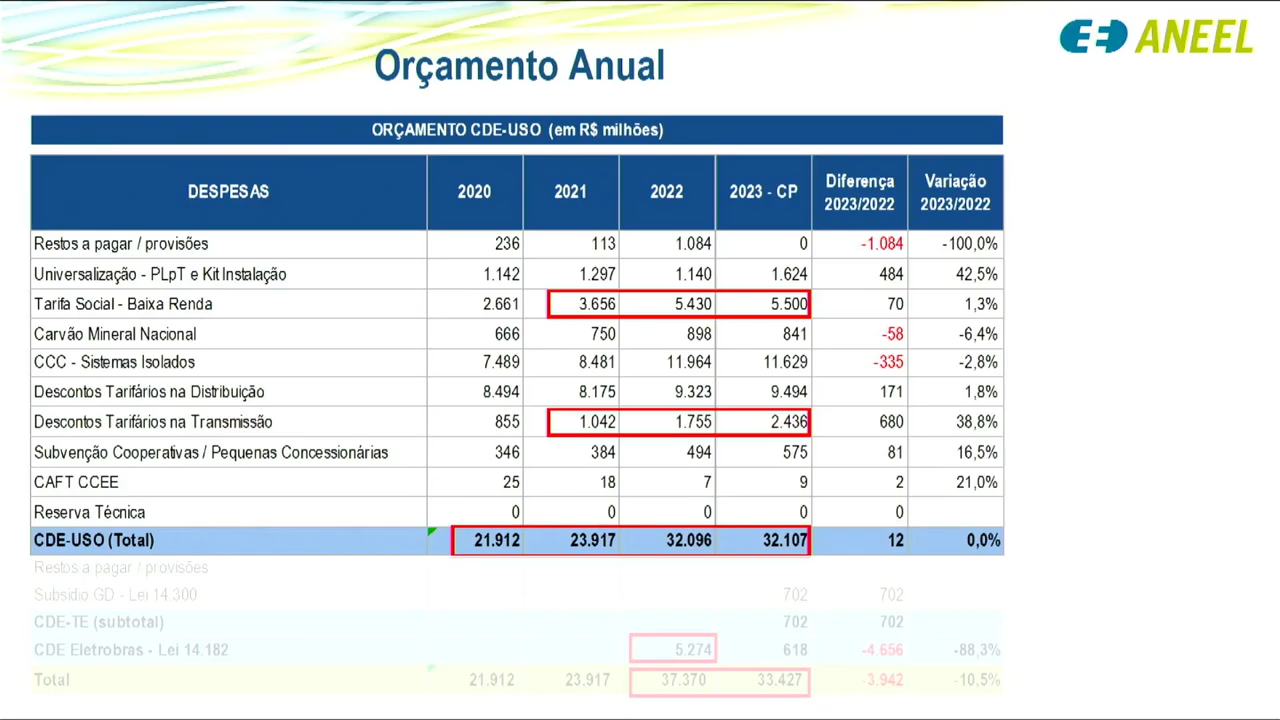 ANEEL
Orçamento Anual
ORÇAMENTO CDE-USO (em R$ milhões)
DESPESAS 2020 2021 2022 2023 - CP Diferença 2023/2022 Variação 2023/2022
Restos a pagar / provisões 236 113 1.084 0 -1.084 -100,0%
Universalização - PLpT e Kit Instalação 1.142 1.297 1.140 1.624 484 42,5%
Tarifa Social - Baixa Renda 2.661 3.656 5.430 5.500 70 1,3%
Carvão Mineral Nacional 666 750 898 841 -58 -6,4%
CCC - Sistemas Isolados 7.489 8.481 11.964 11.629 -335 -2,8%
Descontos Tarifários na Distribuição 8.494 8.175 9.323 9.494 171 1,8%
Descontos Tarifários na Transmissão 855 1.042 1.755 2.436 680 38,8%
Subvenção Cooperativas / Pequenas Concessionárias 346 384 494 575 81 16,5%
CAFT CCEE 25 18 7 9 2 21,0%
Reserva Técnica 0 0 0 0 0
CDE-USO (Total) 21.912 23.917 32.096 32.107 12 0,0%
Restos a pagar / provisões
Subsidio GD - Lei 14.300 702 702
CDE-TE (subtotal) 702 702
CDE Eletrobras - Lei 14.182 5.274 618 -4.656 -88,3%
Total 21.912 23.917 37.370 33.427 -3.942 -10,5%